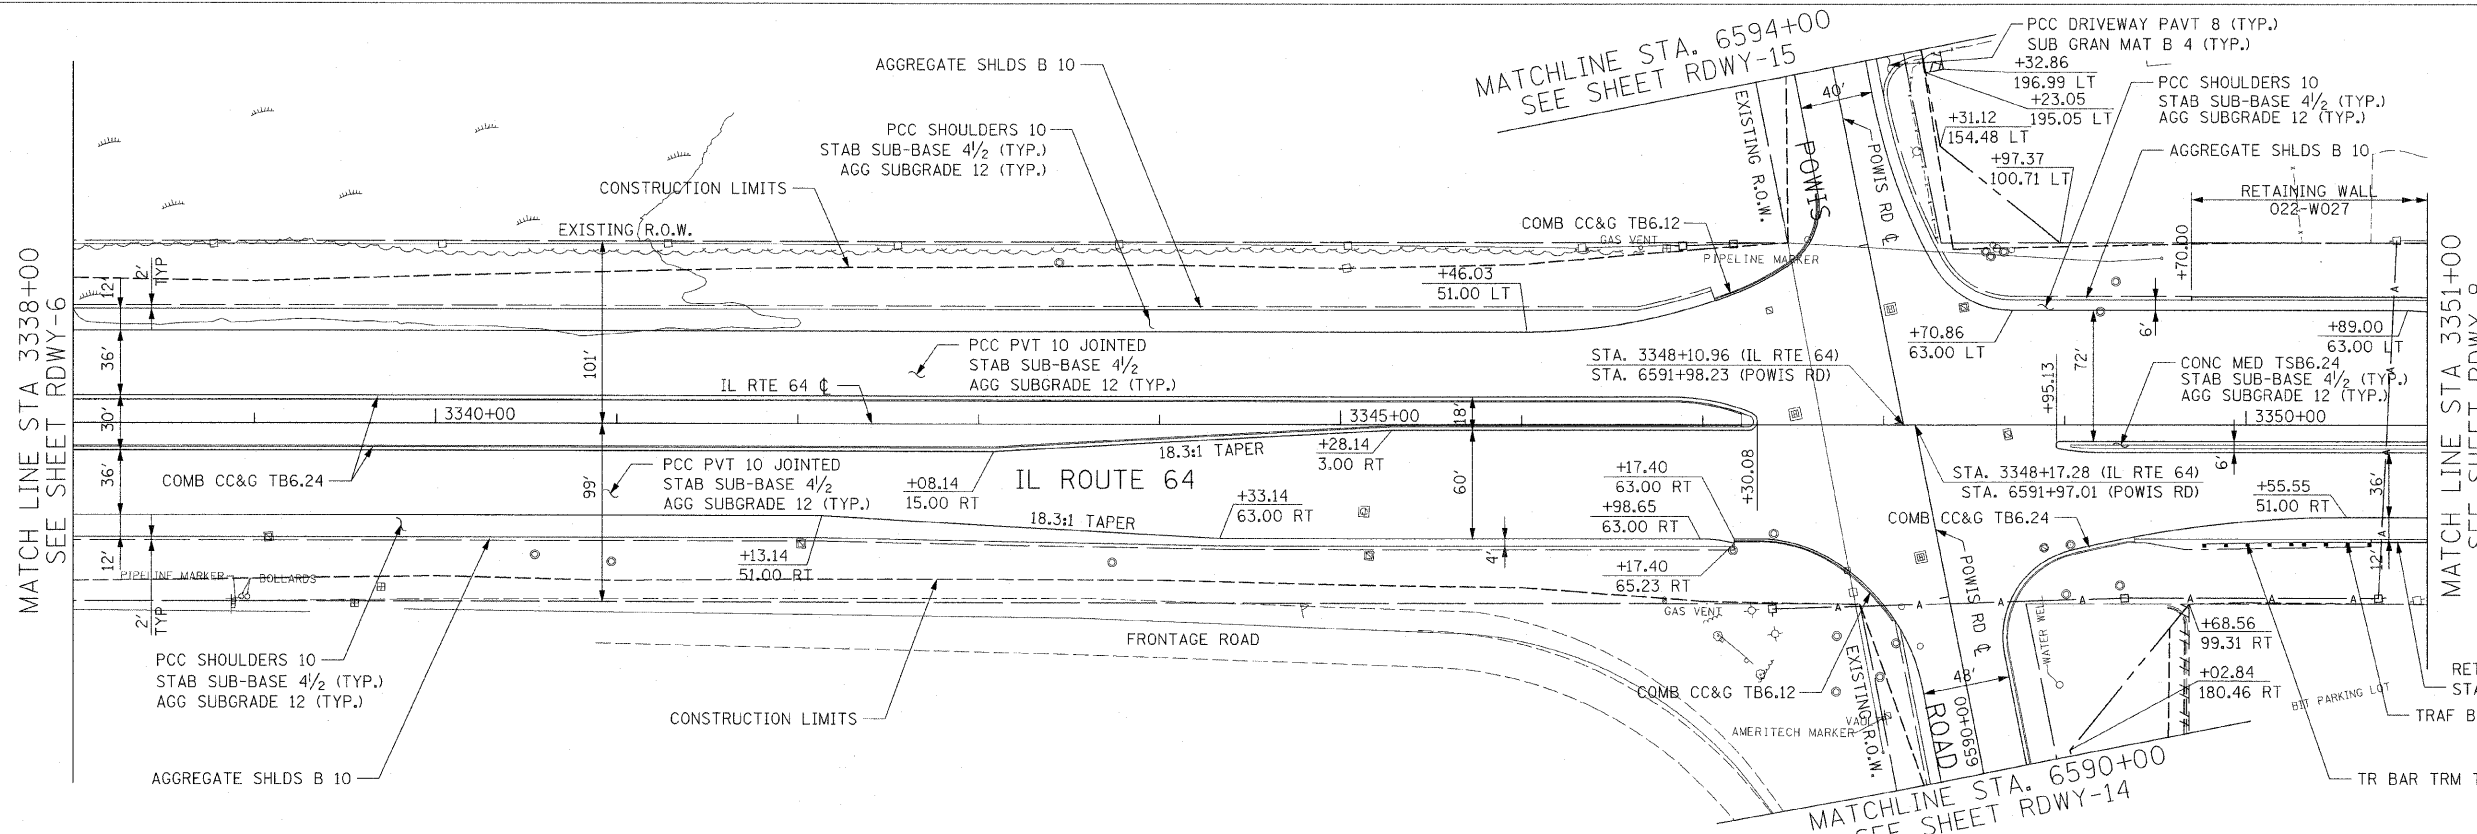 MATCHLINE STA. 6594+00
SEE SHEET RDWY-15
PCC DRIVEWAY PAVT 8 (TYP.)
SUB GRAN MAT B 4 (TYP.)
+32.86
196.99 LT
+23.05
195.05 LT
+31.12
154.48 LT
+97.37
100.71 LT
PCC SHOULDERS 10
STAB SUB-BASE 4½ (TYP.)
AGG SUBGRADE 12 (TYP.)
AGGREGATE SHLDS B 10
RETAINING WALL
022-W027
AGGREGATE SHLDS B 10
PCC SHOULDERS 10
STAB SUB-BASE 4½ (TYP.)
AGG SUBGRADE 12 (TYP.)
CONSTRUCTION LIMITS
EXISTING R.O.W.
COMB CC&G TB6.12
GAS VENT
PIPELINE MARKER
EXISTING R.O.W.
POWIS
POWIS RD ℄
40'
+46.03
51.00 LT
+70.00
MATCH LINE STA 3338+00
SEE SHEET RDWY-6
12'
2'
TYP
36'
30'
36'
12'
2'
TYP
101'
99'
PCC PVT 10 JOINTED
STAB SUB-BASE 4½
AGG SUBGRADE 12 (TYP.)
IL RTE 64 ℄
STA. 3348+10.96 (IL RTE 64)
STA. 6591+98.23 (POWIS RD)
+70.86
63.00 LT
72'
6'
+89.00
63.00 LT
+95.13
CONC MED TSB6.24
STAB SUB-BASE 4½ (TYP.)
AGG SUBGRADE 12 (TYP.)
3340+00
3345+00
3350+00
18'
60'
COMB CC&G TB6.24
PCC PVT 10 JOINTED
STAB SUB-BASE 4½
AGG SUBGRADE 12 (TYP.)
+08.14
15.00 RT
18.3:1 TAPER
+28.14
3.00 RT
IL ROUTE 64
+33.14
63.00 RT
18.3:1 TAPER
+13.14
51.00 RT
+17.40
63.00 RT
+98.65
63.00 RT
+17.40
65.23 RT
+30.08
4'
STA. 3348+17.28 (IL RTE 64)
STA. 6591+97.01 (POWIS RD)
6'
36'
12'
+55.55
51.00 RT
COMB CC&G TB6.24
MATCH LINE STA 3351+00
PIPELINE MARKER
BOLLARDS
PCC SHOULDERS 10
STAB SUB-BASE 4½ (TYP.)
AGG SUBGRADE 12 (TYP.)
AGGREGATE SHLDS B 10
CONSTRUCTION LIMITS
FRONTAGE ROAD
GAS VENT
COMB CC&G TB6.12
AMERITECH MARKER
EXISTING R.O.W.
POWIS RD ℄
48'
ROAD
6590+00
WATER WELL
BIT PARKING LOT
+68.56
99.31 RT
+02.84
180.46 RT
TRAF B
TR BAR TRM T
MATCHLINE STA. 6590+00
SEE SHEET RDWY-14
A A A A A A A